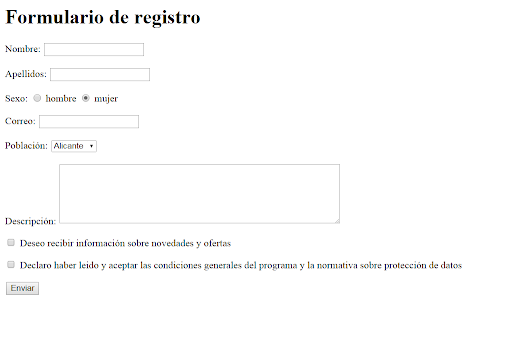 Formulario de registro
Nombre:
Apellidos:
Sexo: hombre mujer
Correo:
Población: Alicante
Descripción:
Deseo recibir información sobre novedades y ofertas
Declaro haber leido y aceptar las condiciones generales del programa y la normativa sobre protección de datos
Enviar